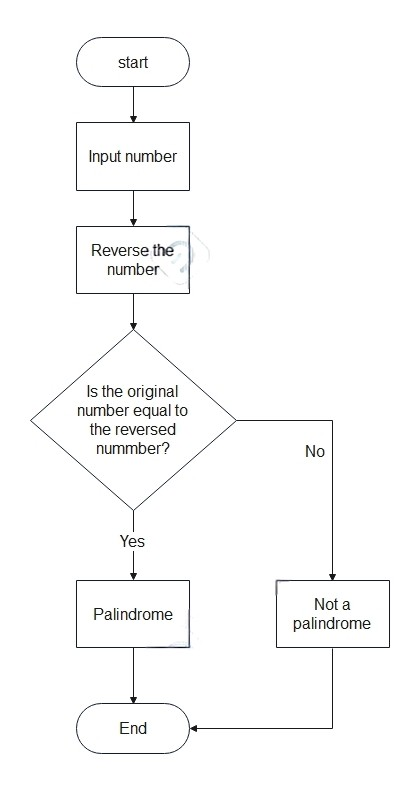 start
Input number
Reverse the
number
Is the original
number equal to
the reversed
nummber?
No
Yes
Palindrome
Not a
palindrome
End